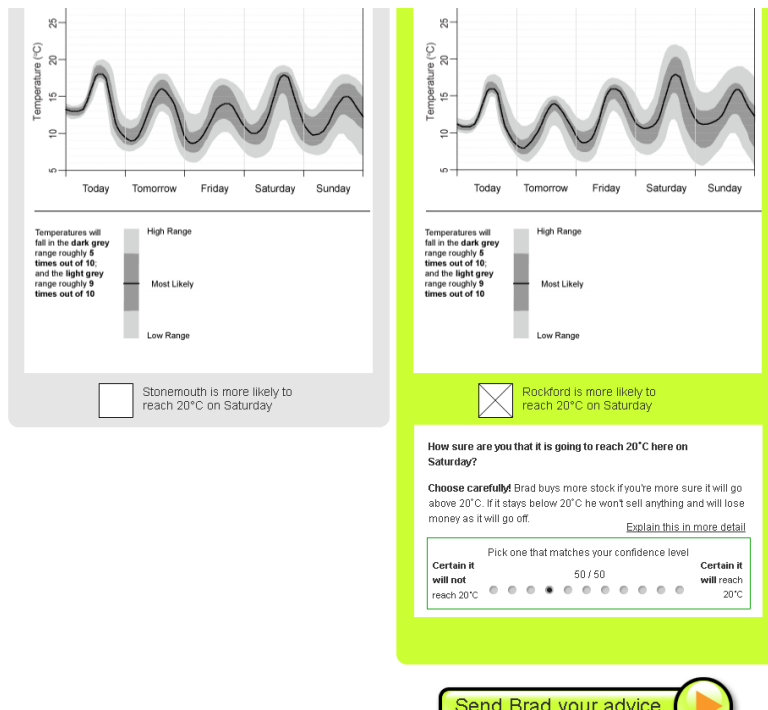 25
20
15
10
5
Temperature (°C)
Today Tomorrow Friday Saturday Sunday
Temperatures will
fall in the dark grey
range roughly 5
times out of 10;
and the light grey
range roughly 9
times out of 10
High Range
Most Likely
Low Range
Stonemouth is more likely to
reach 20°C on Saturday
25
20
15
10
5
Temperature (°C)
Today Tomorrow Friday Saturday Sunday
Temperatures will
fall in the dark grey
range roughly 5
times out of 10;
and the light grey
range roughly 9
times out of 10
High Range
Most Likely
Low Range
Rockford is more likely to
reach 20°C on Saturday
How sure are you that it is going to reach 20°C here on
Saturday?
Choose carefully! Brad buys more stock if you're more sure it will go
above 20°C. If it stays below 20°C he won't sell anything and will lose
money as it will go off.
Explain this in more detail
Pick one that matches your confidence level
Certain it
will not
reach 20°C
50 / 50
Certain it
will reach
20°C
Send Brad your advice